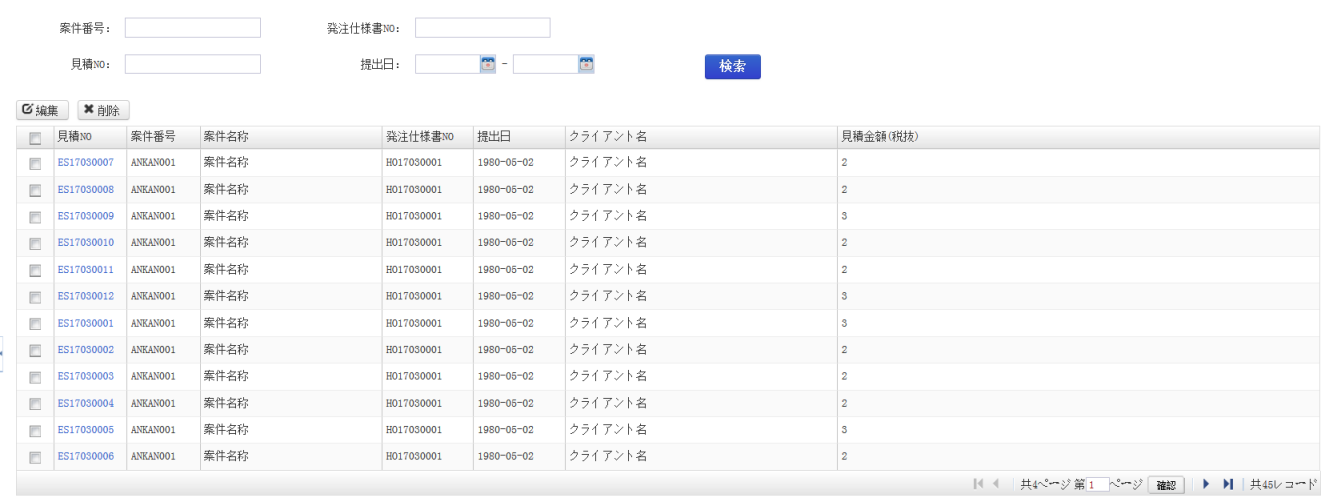 案件番号: 発注仕様書NO:
見積NO: 提出日: - 検索
編集 削除
見積NO 案件番号 案件名称 発注仕様書NO 提出日 クライアント名 見積金額(税抜)
ES17030007 ANKAN001 案件名称 HO17030001 1980-05-02 クライアント名 2
ES17030008 ANKAN001 案件名称 HO17030001 1980-05-02 クライアント名 2
ES17030009 ANKAN001 案件名称 HO17030001 1980-05-02 クライアント名 3
ES17030010 ANKAN001 案件名称 HO17030001 1980-05-02 クライアント名 2
ES17030011 ANKAN001 案件名称 HO17030001 1980-05-02 クライアント名 2
ES17030012 ANKAN001 案件名称 HO17030001 1980-05-02 クライアント名 3
ES17030001 ANKAN001 案件名称 HO17030001 1980-05-02 クライアント名 3
ES17030002 ANKAN001 案件名称 HO17030001 1980-05-02 クライアント名 2
ES17030003 ANKAN001 案件名称 HO17030001 1980-05-02 クライアント名 2
ES17030004 ANKAN001 案件名称 HO17030001 1980-05-02 クライアント名 2
ES17030005 ANKAN001 案件名称 HO17030001 1980-05-02 クライアント名 3
ES17030006 ANKAN001 案件名称 HO17030001 1980-05-02 クライアント名 2
共4ページ 第 1 ページ 確認 共45レコード